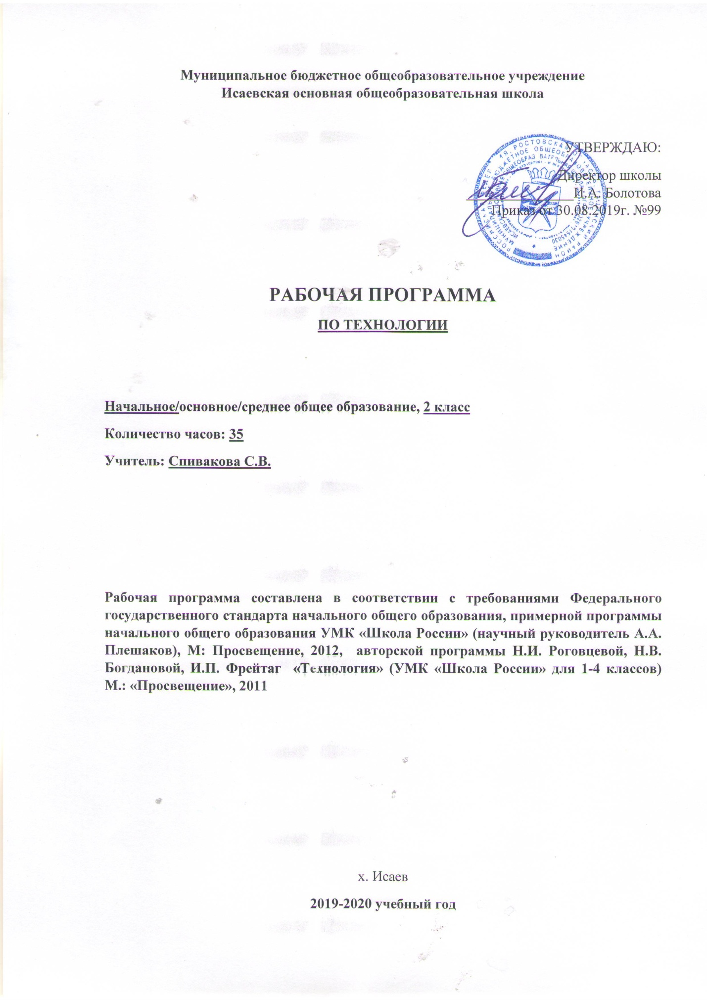 Муниципальное бюджетное общеобразовательное учреждение
Исаевская основная общеобразовательная школа
УТВЕРЖДАЮ:
Директор школы
И.А. Болотова
Приказ от 30.08.2019г. №99
РАБОЧАЯ ПРОГРАММА
ПО ТЕХНОЛОГИИ
Начальное/основное/среднее общее образование, 2 класс
Количество часов: 35
Учитель: Спивакова С.В.
Рабочая программа составлена в соответствии с требованиями Федерального
государственного стандарта начального общего образования, примерной программы
начального общего образования УМК «Школа России» (научный руководитель А.А.
Плешаков), М: Просвещение, 2012, авторской программы Н.И. Роговцевой, Н.В.
Богдановой, И.П. Фрейтаг «Технология» (УМК «Школа России» для 1-4 классов)
М.: «Просвещение», 2011
х. Исаев
2019-2020 учебный год